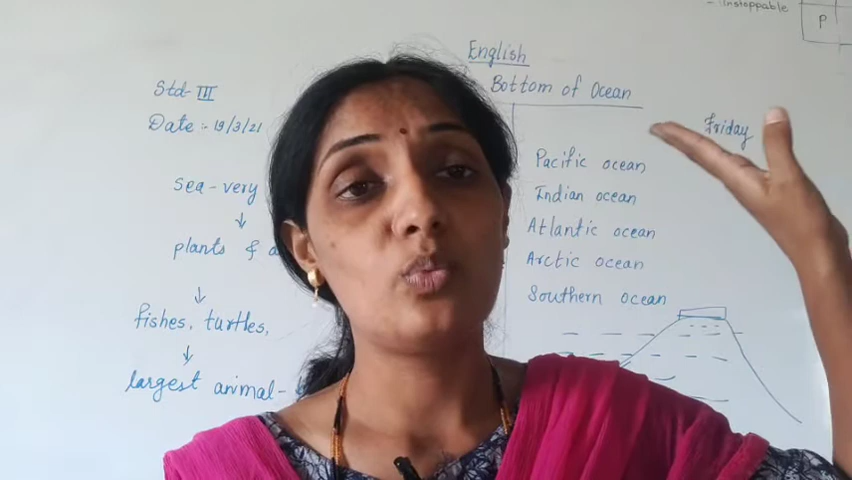 - Unstoppable
P
English
Bottom of Ocean
Std- III
Date :- 19/3/21
Friday
sea - very
↓
plants &
↓
fishes, turtles,
↓
largest animal -
Pacific ocean
Indian ocean
Atlantic ocean
Arctic ocean
Southern ocean